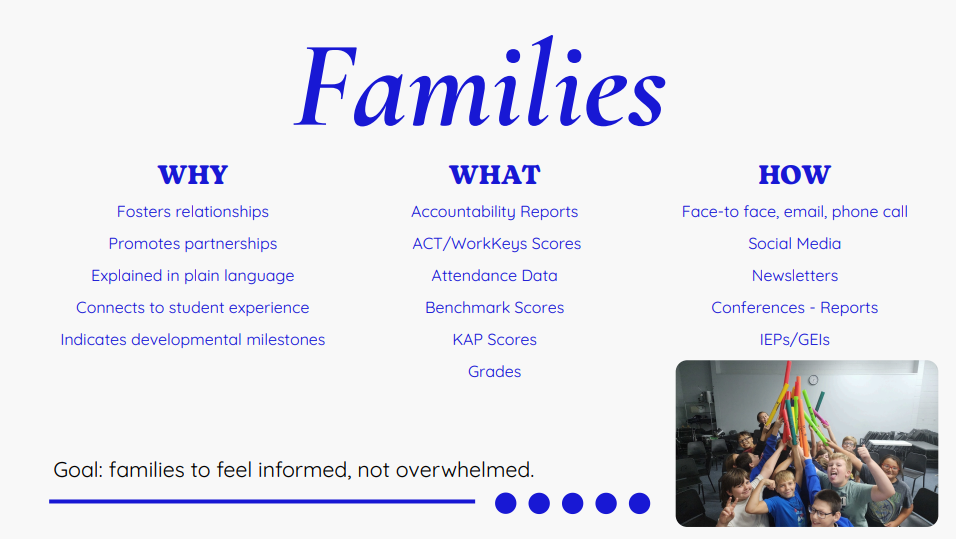 Families
WHY
Fosters relationships
Promotes partnerships
Explained in plain language
Connects to student experience
Indicates developmental milestones
WHAT
Accountability Reports
ACT/WorkKeys Scores
Attendance Data
Benchmark Scores
KAP Scores
Grades
HOW
Face-to face, email, phone call
Social Media
Newsletters
Conferences - Reports
IEPs/GEIs
Goal: families to feel informed, not overwhelmed.